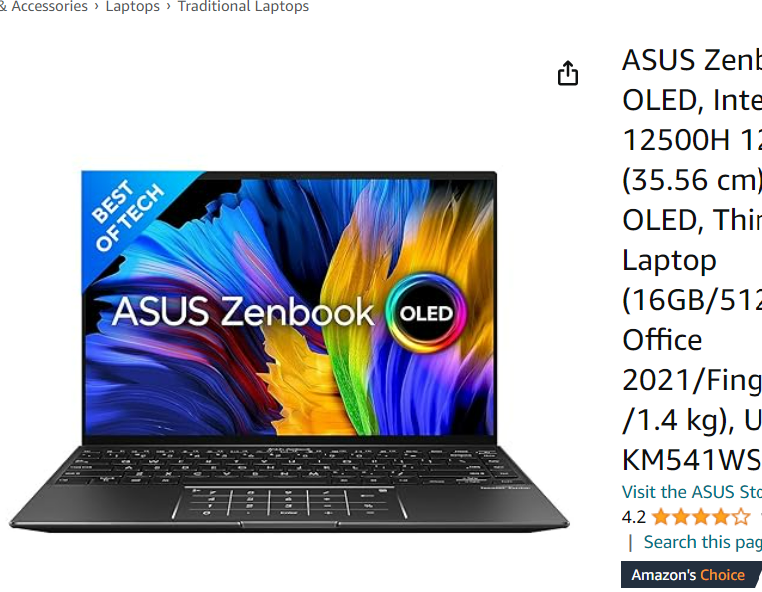 & Accessories › Laptops › Traditional Laptops
BEST
OF TECH
ASUS Zenbook
OLED
ASUS Zenb
OLED, Inte
12500H 12
(35.56 cm)
OLED, Thin
Laptop
(16GB/512
Office
2021/Fing
/1.4 kg), U
KM541WS
Visit the ASUS Sto
4.2
| Search this pag
Amazon's Choice